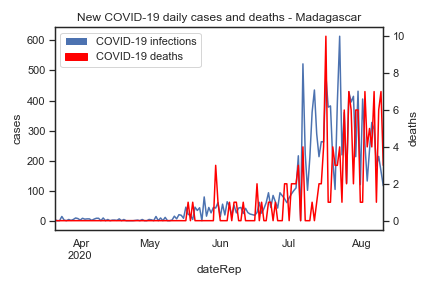 New COVID-19 daily cases and deaths - Madagascar
COVID-19 infections
COVID-19 deaths
600
500
400
300
200
100
0
cases
10
8
6
4
2
0
deaths
Apr
2020
May
Jun
Jul
Aug
dateRep